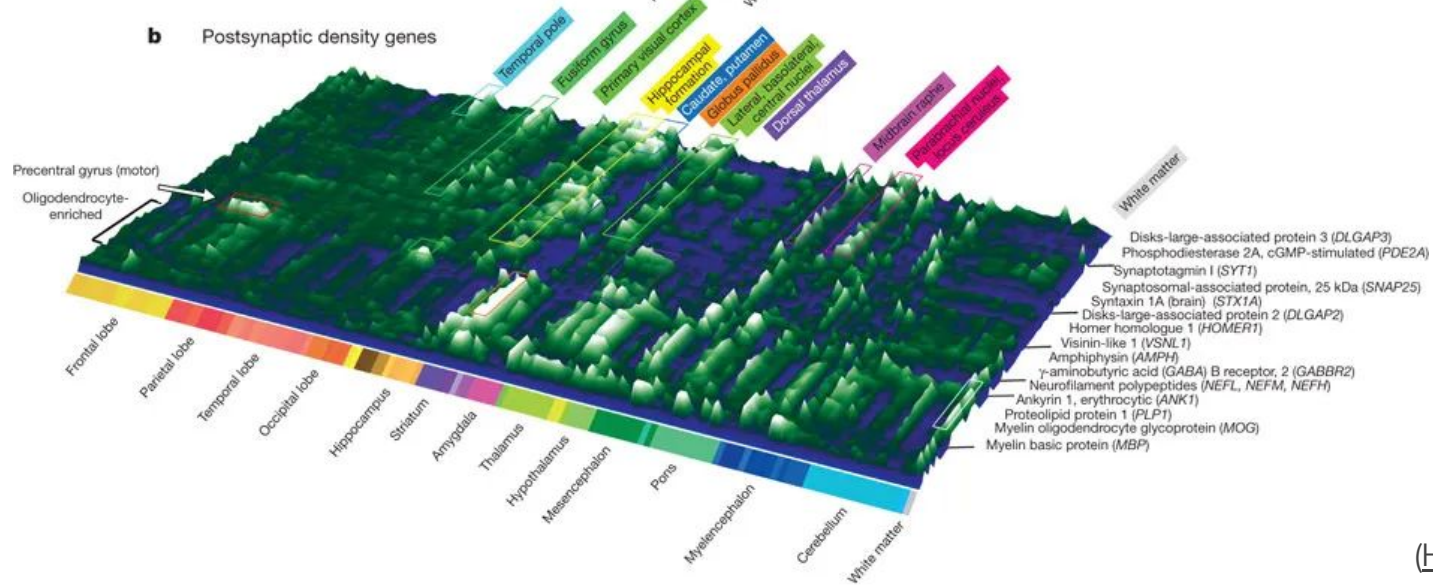 b Postsynaptic density genes
Temporal pole
Fusiform gyrus
Primary visual cortex
Hippocampal
formation
Caudate, putamen
Globus pallidus
Lateral, basolateral,
central nuclei
Dorsal thalamus
Midbrain raphe
Parabrachial nuclei,
locus ceruleus
White matter
Precentral gyrus (motor)
Oligodendrocyte-
enriched
Disks-large-associated protein 3 (DLGAP3)
Phosphodiesterase 2A, cGMP-stimulated (PDE2A)
Synaptotagmin I (SYT1)
Synaptosomal-associated protein, 25 kDa (SNAP25)
Syntaxin 1A (brain) (STX1A)
Disks-large-associated protein 2 (DLGAP2)
Homer homologue 1 (HOMER1)
Visinin-like 1 (VSNL1)
Amphiphysin (AMPH)
γ-aminobutyric acid (GABA) B receptor, 2 (GABBR2)
Neurofilament polypeptides (NEFL, NEFM, NEFH)
Ankyrin 1, erythrocytic (ANK1)
Proteolipid protein 1 (PLP1)
Myelin oligodendrocyte glycoprotein (MOG)
Myelin basic protein (MBP)
Frontal lobe
Parietal lobe
Temporal lobe
Occipital lobe
Hippocampus
Striatum
Amygdala
Thalamus
Hypothalamus
Mesencephalon
Pons
Myelencephalon
Cerebellum
White matter